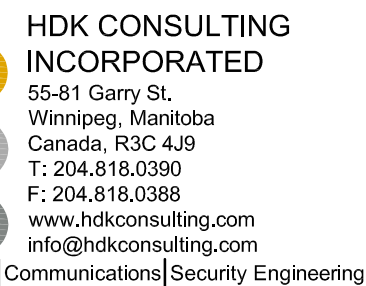 HDK CONSULTING
INCORPORATED
55-81 Garry St.
Winnipeg, Manitoba
Canada, R3C 4J9
T: 204.818.0390
F: 204.818.0388
www.hdkconsulting.com
info@hdkconsulting.com
Communications|Security Engineering